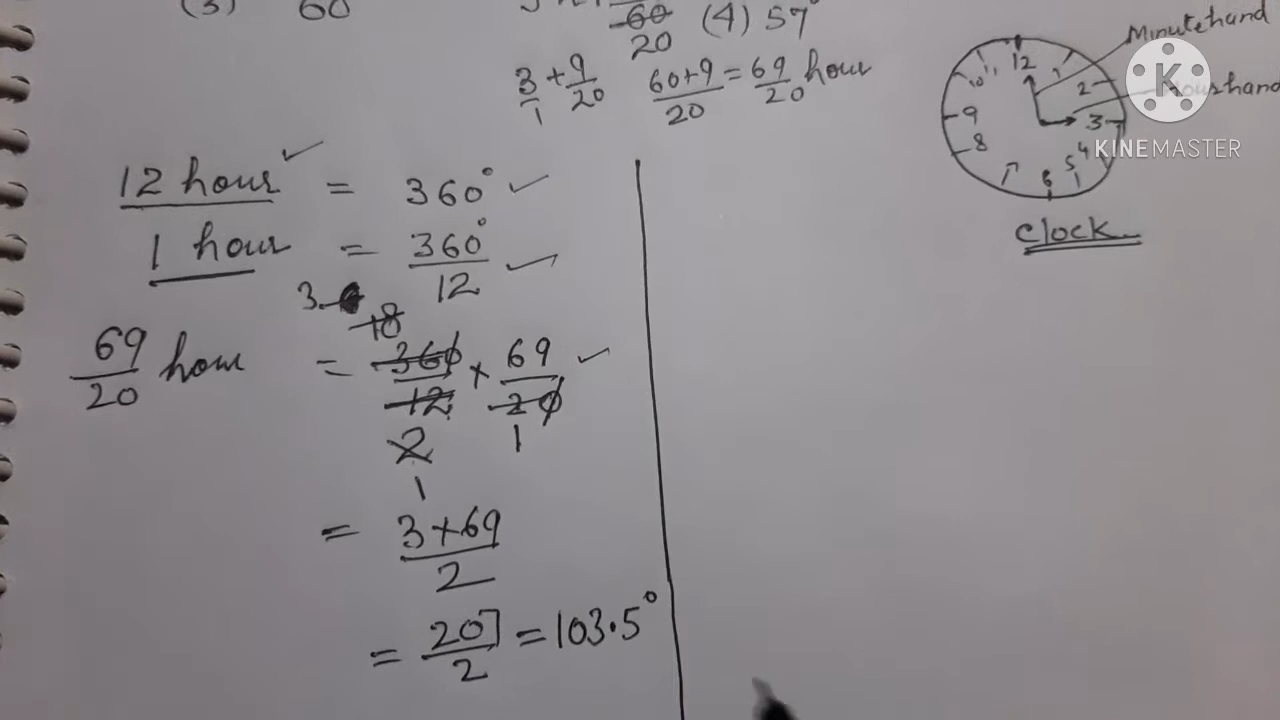 (3) 60
60
20
(4) 57°
3/1 + 9/20 60+9/20 = 69/20 hour
12 hour = 360°
1 hour = 360°/12
3
18
69/20 hour = 360/12 × 69/20
2 1
1
= 3×69/2
= 207/2 = 103.5°
Minute hand
hand
12
1
11
2
10
9
3
8
4
5
6
Clock
K
KINEMASTER